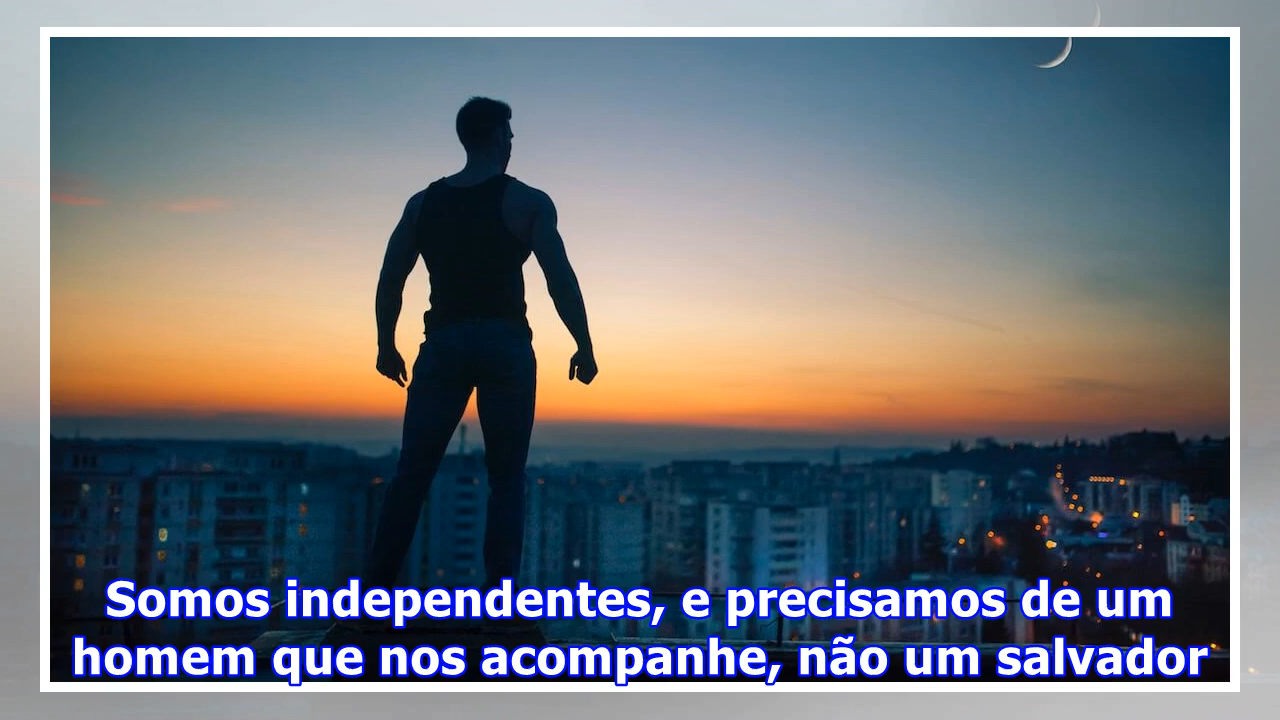 Somos independentes, e precisamos de um
homem que nos acompanhe, não um salvador